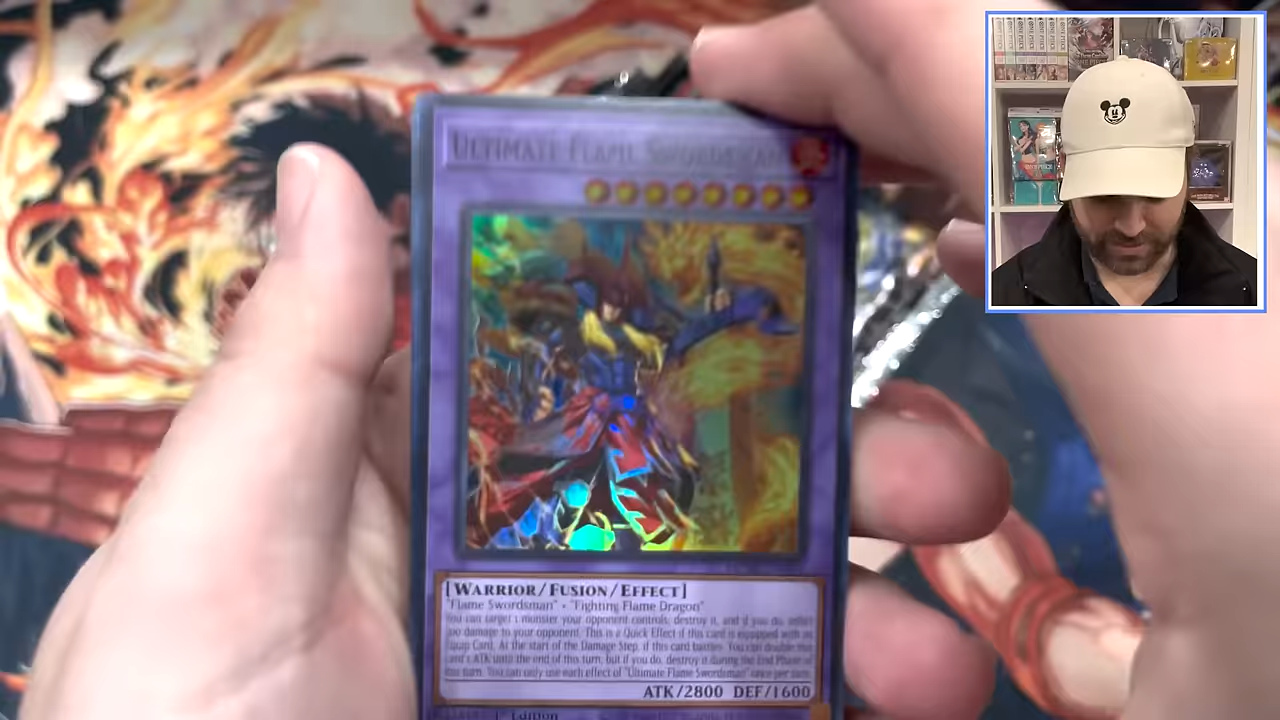 ULTIMATE FLAME SWORDSMAN
[WARRIOR/FUSION/EFFECT]
"Flame Swordsman" + "Fighting Flame Dragon"
You can target 1 monster your opponent controls; destroy it, and if you do, inflict
500 damage to your opponent. This is a Quick Effect if this card is equipped with an
Equip Card. At the start of the Damage Step, if this card battles: You can double this
card's ATK until the end of this turn, but if you do, destroy it during the End Phase of
this turn. You can only use each effect of "Ultimate Flame Swordsman" once per turn.
ATK/2800 DEF/1600
1st Edition
ONE PIECE